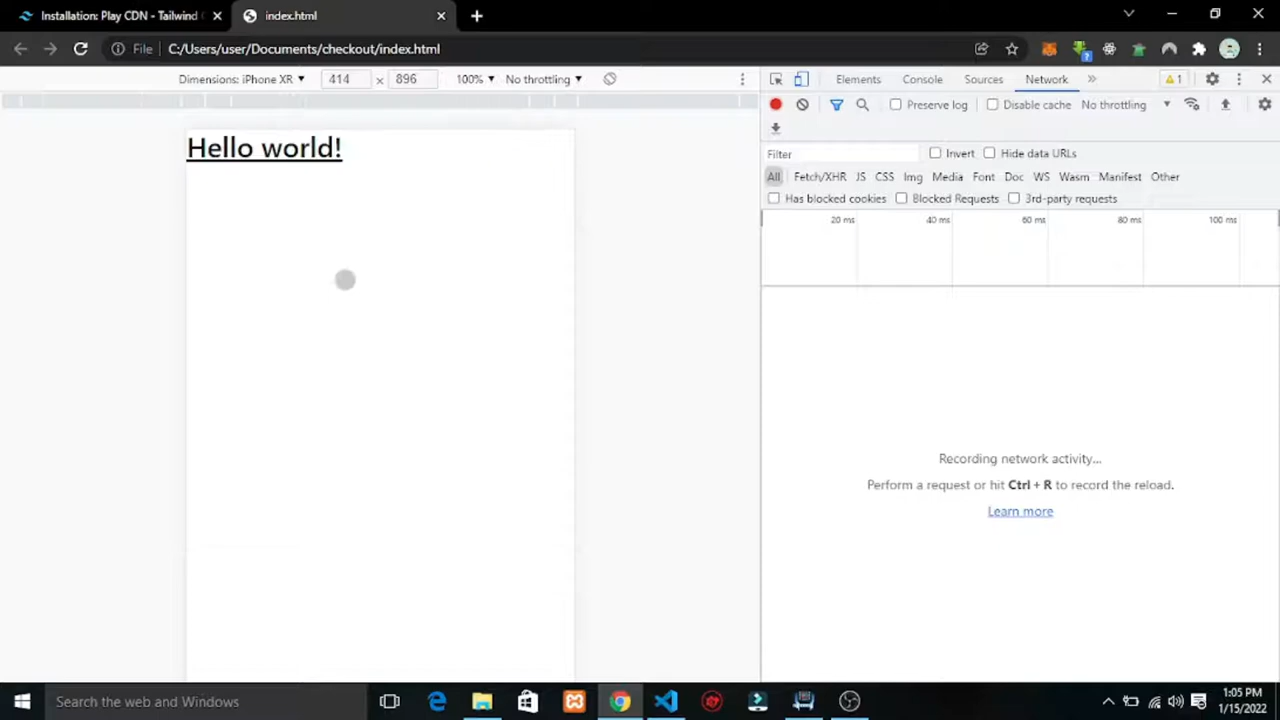 Installation: Play CDN - Tailwind C
index.html
File
C:/Users/user/Documents/checkout/index.html
Dimensions: iPhone XR ▼ 414 × 896 100% ▼ No throttling ▼
Elements Console Sources Network » 1
Preserve log Disable cache No throttling ▼
Hello world!
Filter Invert Hide data URLs
All Fetch/XHR JS CSS Img Media Font Doc WS Wasm Manifest Other
Has blocked cookies Blocked Requests 3rd-party requests
20 ms 40 ms 60 ms 80 ms 100 ms
Recording network activity...
Perform a request or hit Ctrl + R to record the reload.
Learn more
Search the web and Windows
1:05 PM
1/15/2022